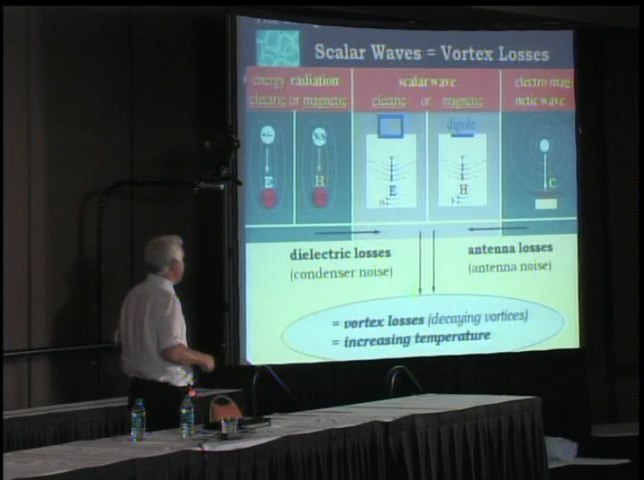 Scalar Waves = Vortex Losses
energy radiation
electric or magnetic
scalar wave
electric or magnetic
electro mag
netic wave
dipole
E
H
E
H
C
dielectric losses
(condenser noise)
antenna losses
(antenna noise)
= vortex losses (decaying vortices)
= increasing temperature